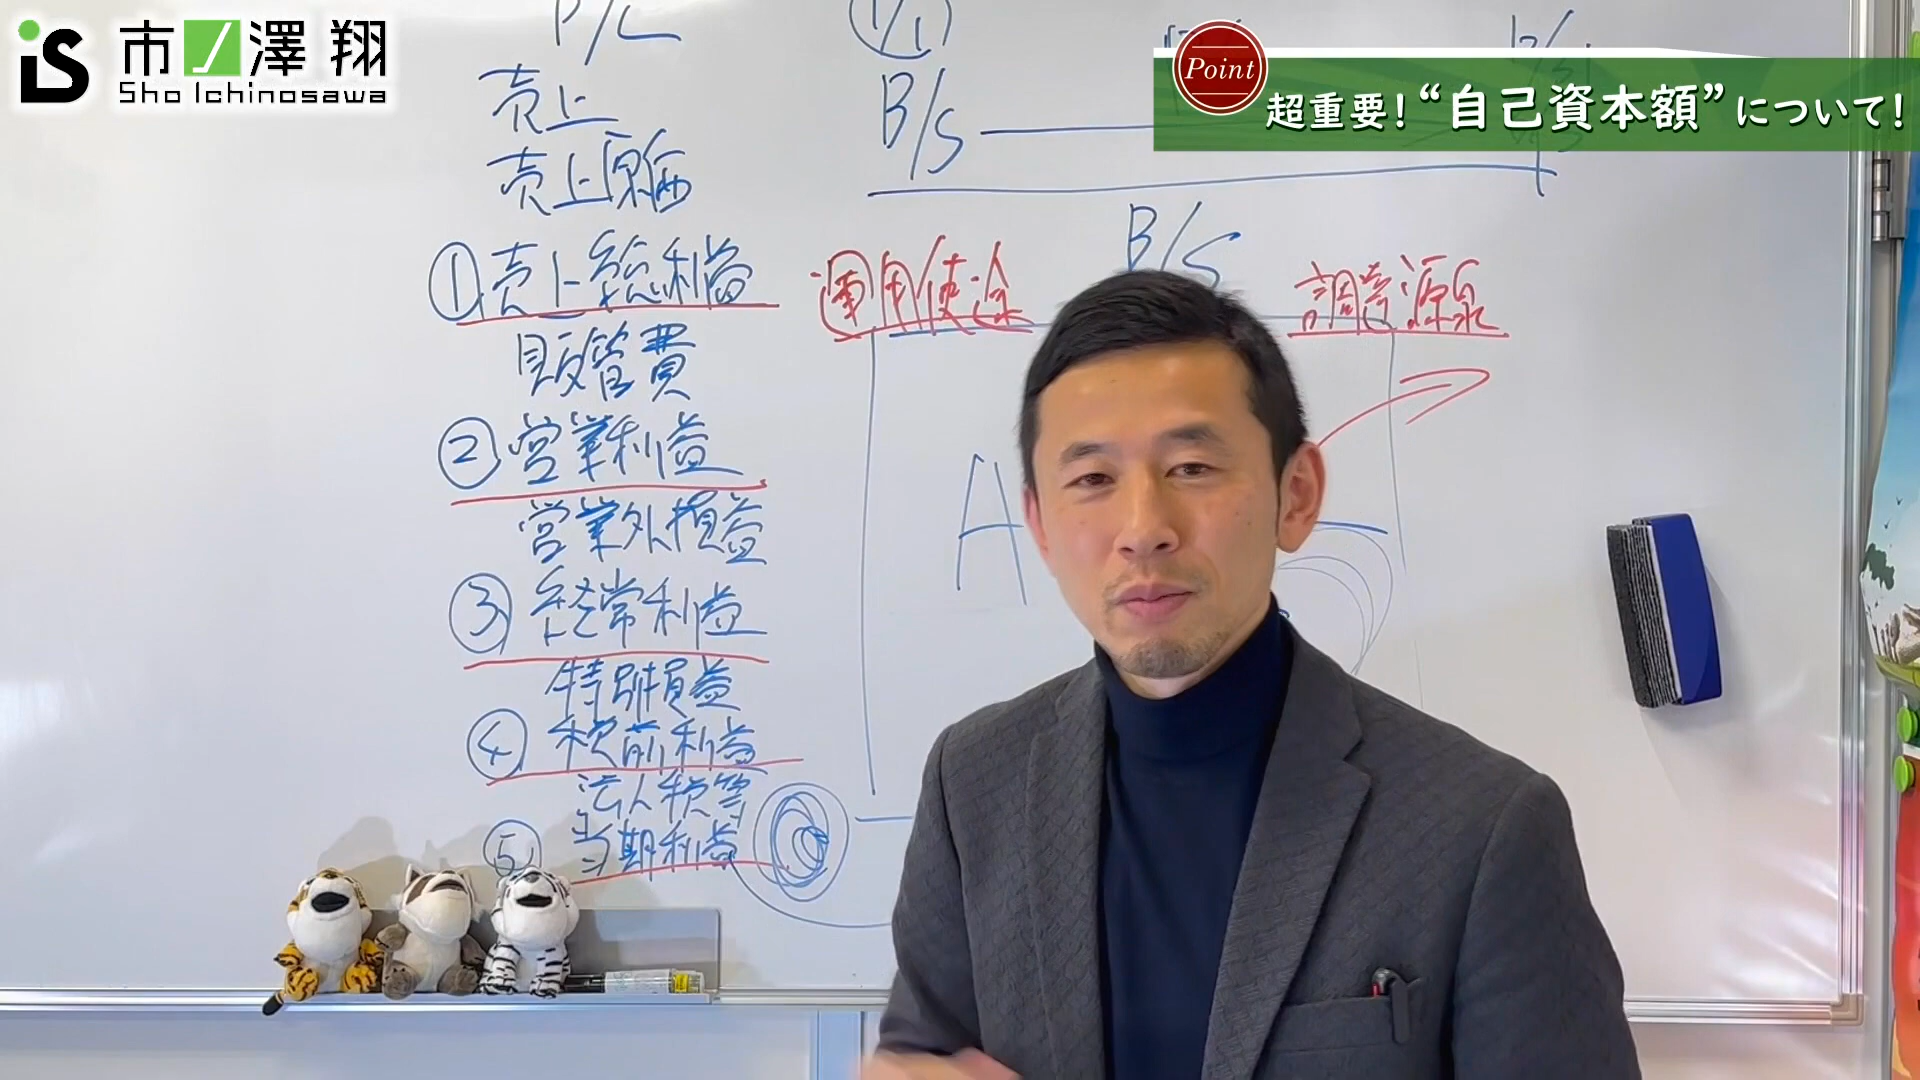 市ノ澤 翔
Sho Ichinosawa
Point
超重要!“自己資本額”について!
P/L
売上
売上原価
①売上総利益
販管費
②営業利益
営業外損益
③経常利益
特別損益
④税前利益
法人税等
⑤当期利益
1/1
B/S
B/S
運用使途
調達源泉
A